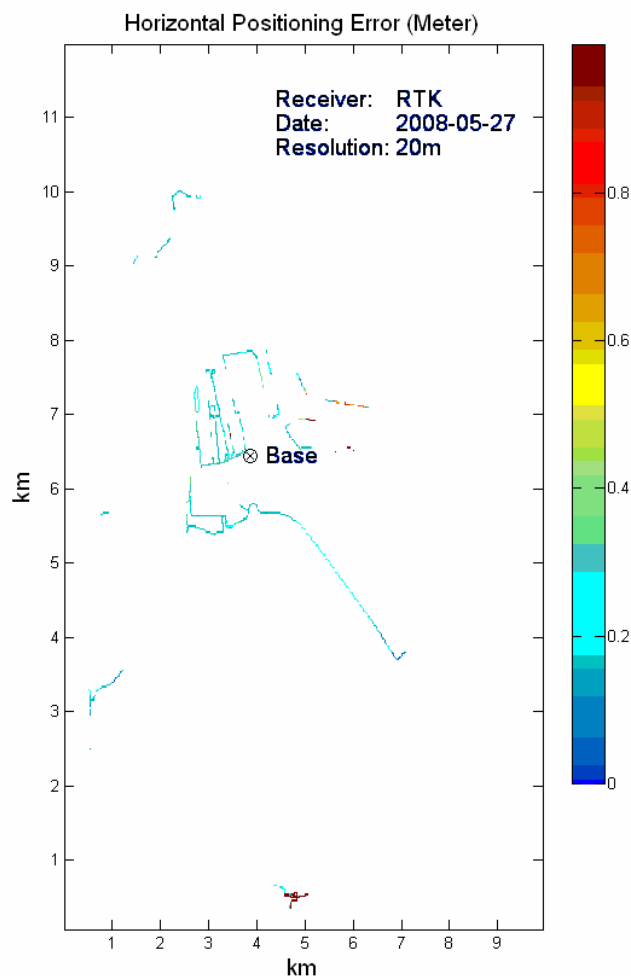 Horizontal Positioning Error (Meter)
Receiver: RTK
Date: 2008-05-27
Resolution: 20m
11
10
9
8
7
6
5
4
3
2
1
km
Base
1 2 3 4 5 6 7 8 9
km
0.8
0.6
0.4
0.2
0